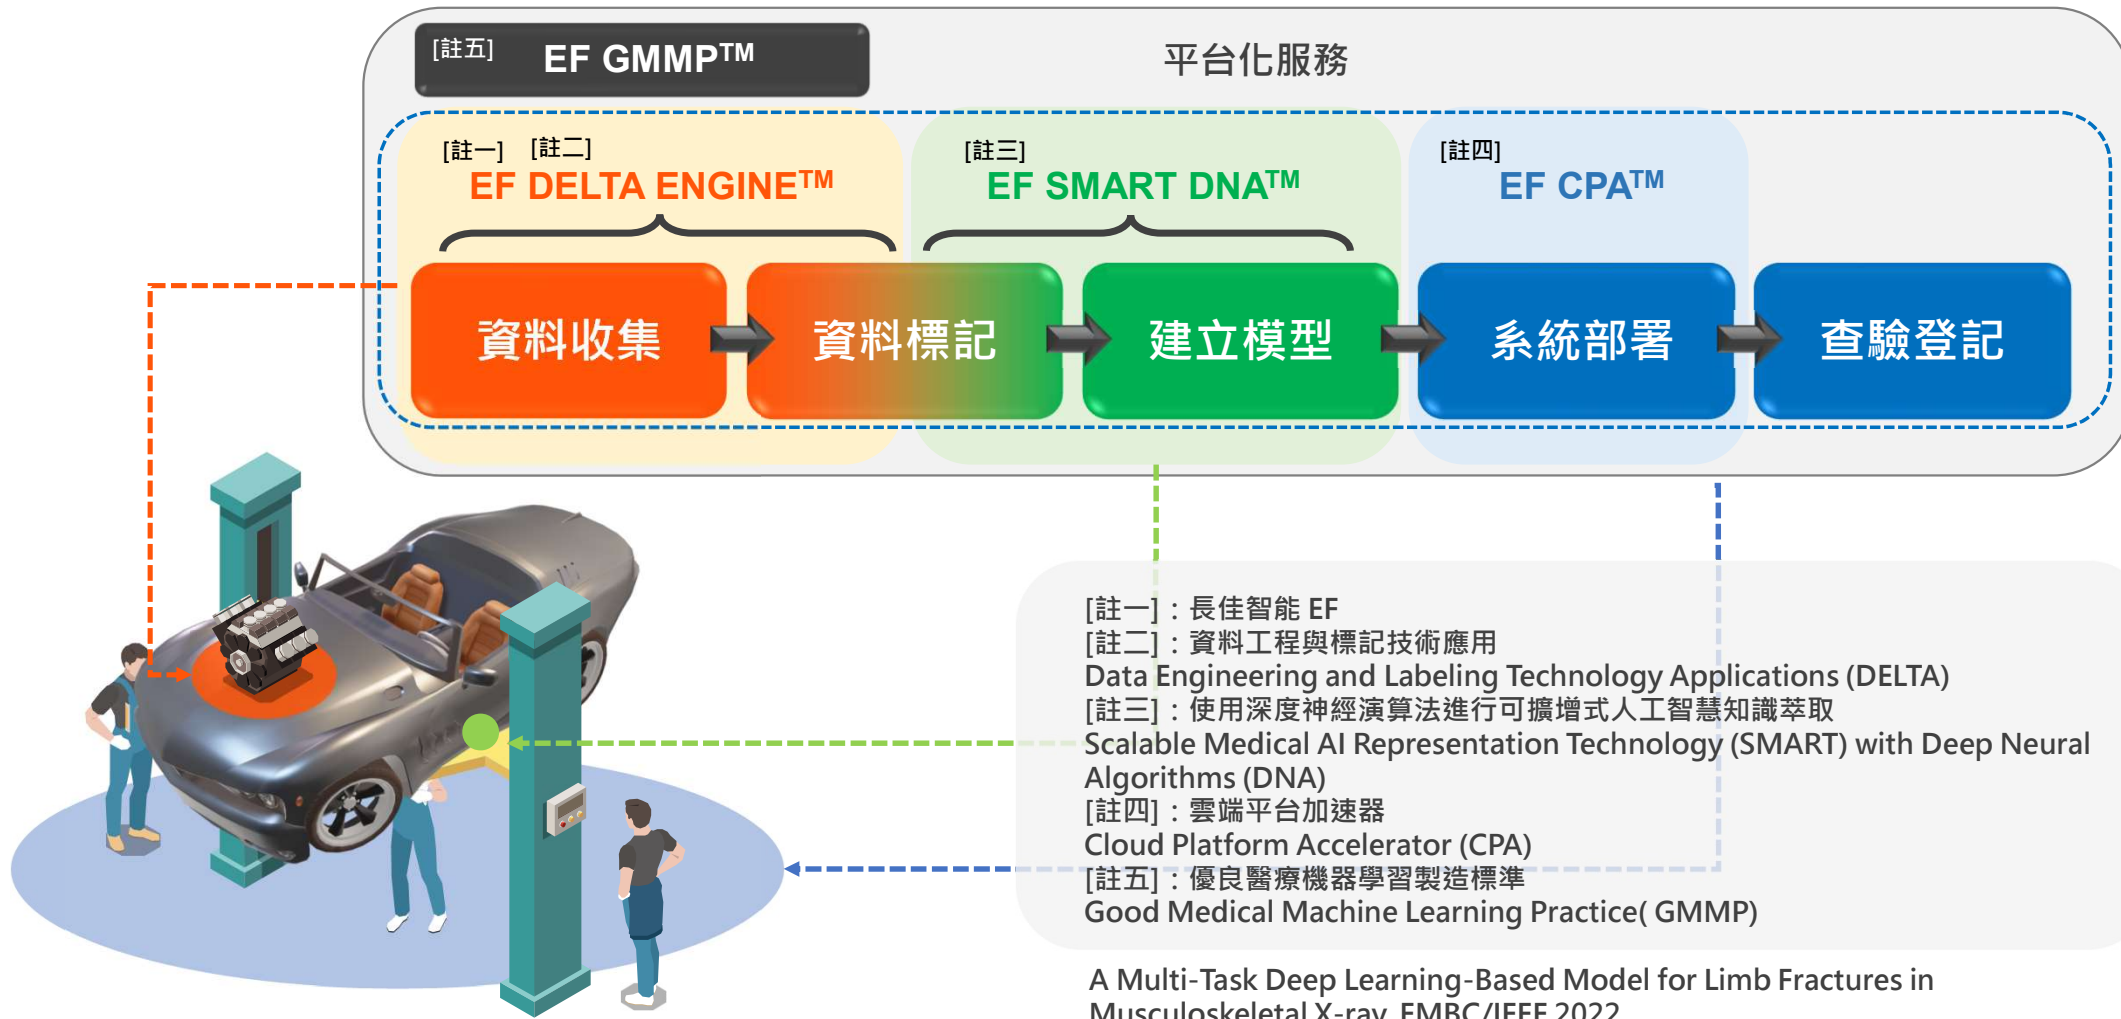 [註五] EF GMMP™
平台化服務
[註一] [註二]
EF DELTA ENGINE™
[註三]
EF SMART DNA™
[註四]
EF CPA™
資料收集
資料標記
建立模型
系統部署
查驗登記
[註一]：長佳智能 EF
[註二]：資料工程與標記技術應用
Data Engineering and Labeling Technology Applications (DELTA)
[註三]：使用深度神經演算法進行可擴增式人工智慧知識萃取
Scalable Medical AI Representation Technology (SMART) with Deep Neural
Algorithms (DNA)
[註四]：雲端平台加速器
Cloud Platform Accelerator (CPA)
[註五]：優良醫療機器學習製造標準
Good Medical Machine Learning Practice( GMMP)
A Multi-Task Deep Learning-Based Model for Limb Fractures in
Musculoskeletal X-ray, EMBC/IEEE 2022